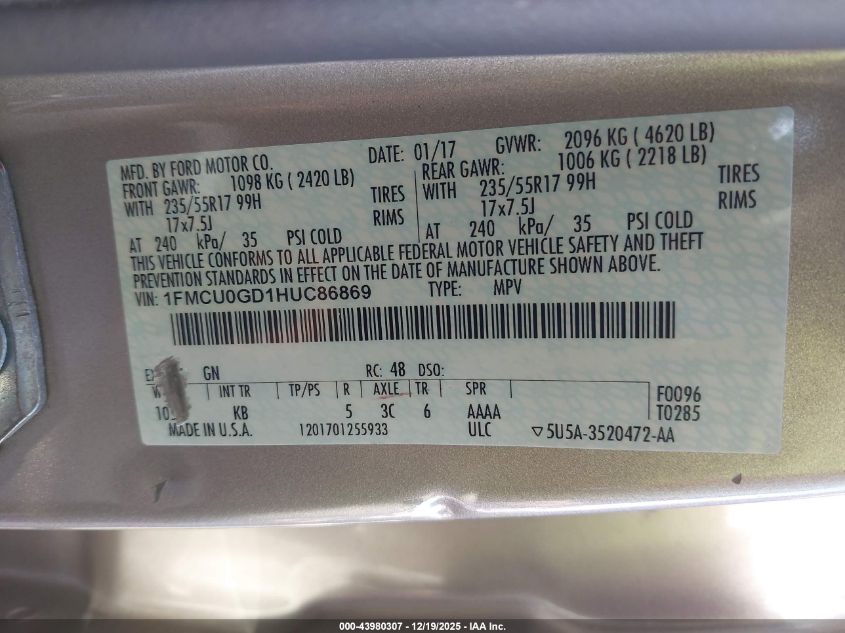 MFD. BY FORD MOTOR CO. DATE: 01/17 GVWR: 2096 KG ( 4620 LB)
FRONT GAWR: 1098 KG ( 2420 LB) REAR GAWR: 1006 KG ( 2218 LB)
WITH 235/55R17 99H TIRES WITH 235/55R17 99H TIRES
17x7.5J RIMS 17x7.5J RIMS
AT 240 kPa/ 35 PSI COLD AT 240 kPa/ 35 PSI COLD
THIS VEHICLE CONFORMS TO ALL APPLICABLE FEDERAL MOTOR VEHICLE SAFETY AND THEFT
PREVENTION STANDARDS IN EFFECT ON THE DATE OF MANUFACTURE SHOWN ABOVE.
VIN: 1FMCU0GD1HUC86869 TYPE: MPV
GN RC: 48 DSO:
INT TR TP/PS R AXLE TR SPR F0096
KB 5 3C 6 AAAA T0285
MADE IN U.S.A. 1201701255933 ULC ▽5U5A-3520472-AA
000-43980307 - 12/19/2025 - IAA Inc.